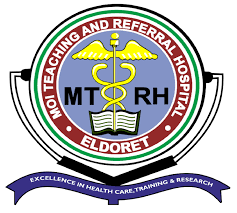 MOI TEACHING AND REFERRAL HOSPITAL
MT RH
• ELDORET •
EXCELLENCE IN HEALTH CARE,TRAINING & RESEARCH